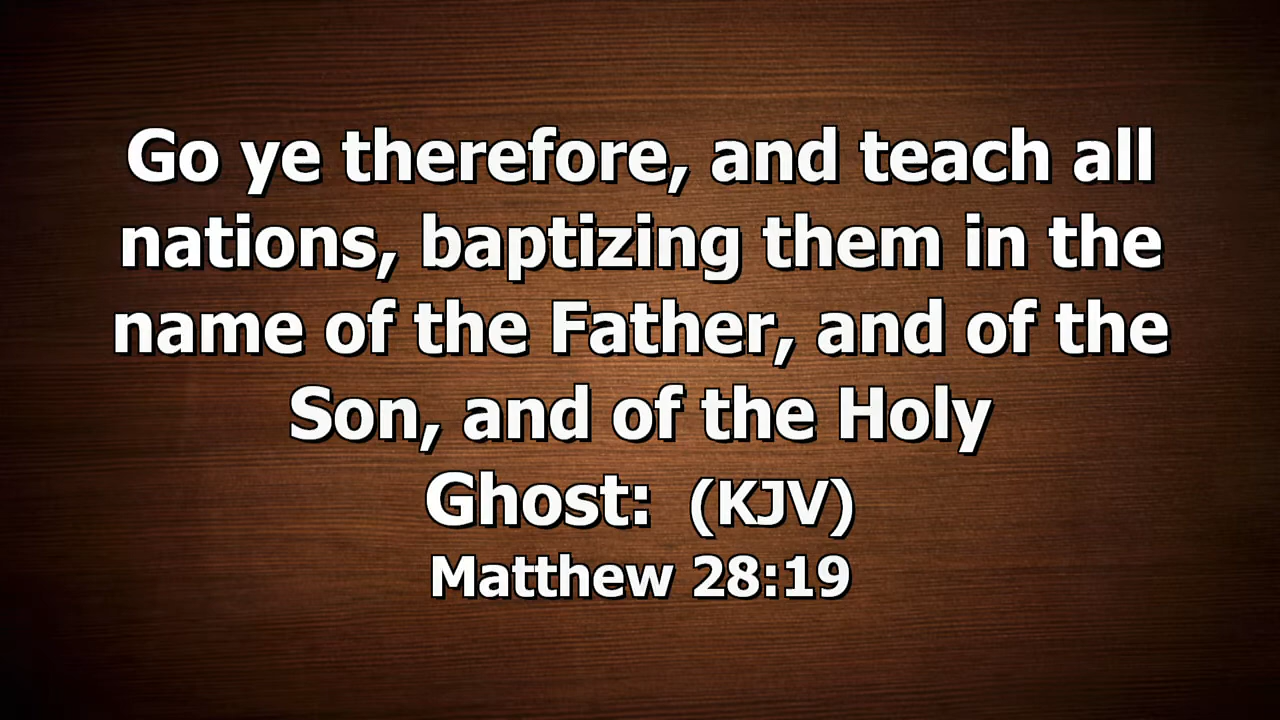 Go ye therefore, and teach all
nations, baptizing them in the
name of the Father, and of the
Son, and of the Holy
Ghost: (KJV)
Matthew 28:19